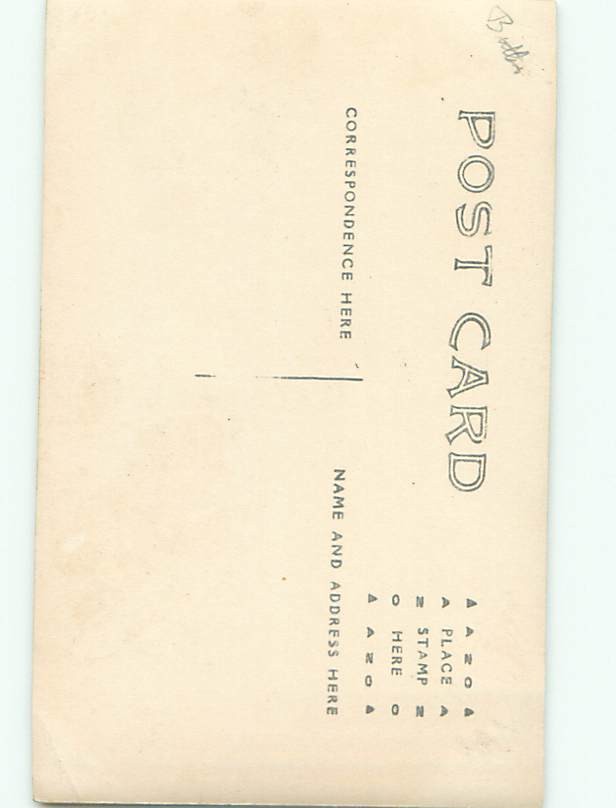 POST CARD
▲ A Z O ▲
A PLACE A
Z STAMP Z
O HERE O
▲ A Z O ▲
CORRESPONDENCE HERE
NAME AND ADDRESS HERE